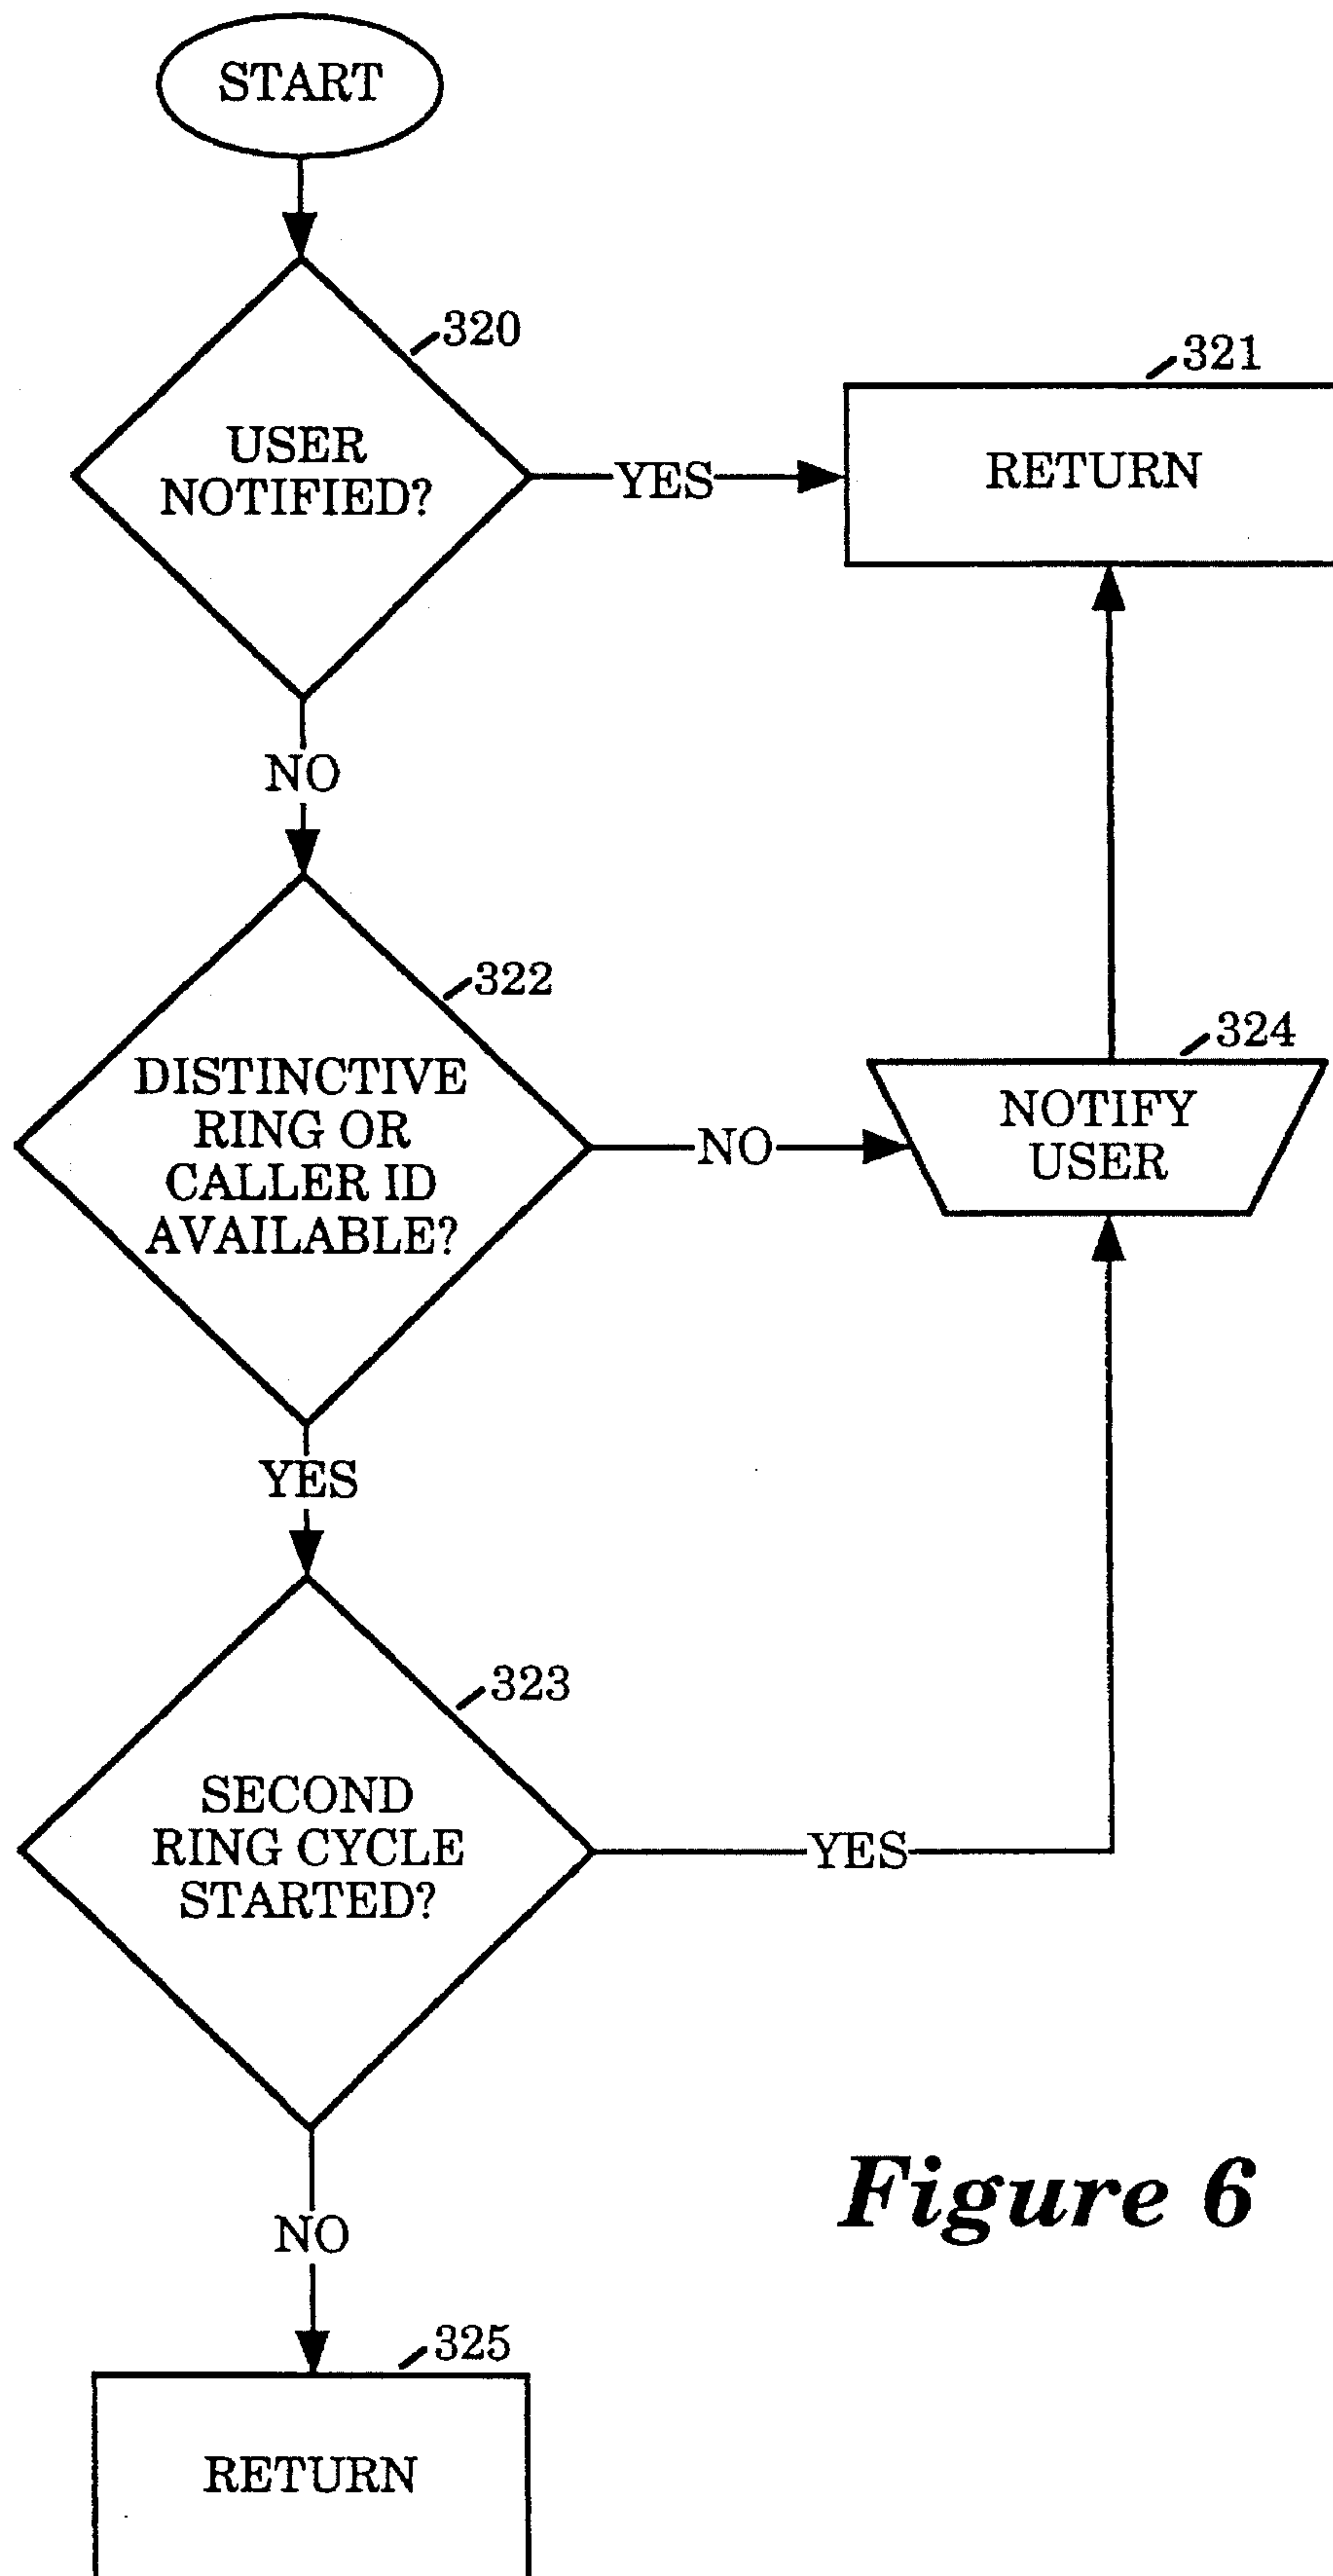 START
320
USER
NOTIFIED?
YES
321
RETURN
NO
322
DISTINCTIVE
RING OR
CALLER ID
AVAILABLE?
NO
324
NOTIFY
USER
YES
323
SECOND
RING CYCLE
STARTED?
YES
NO
Figure 6
325
RETURN